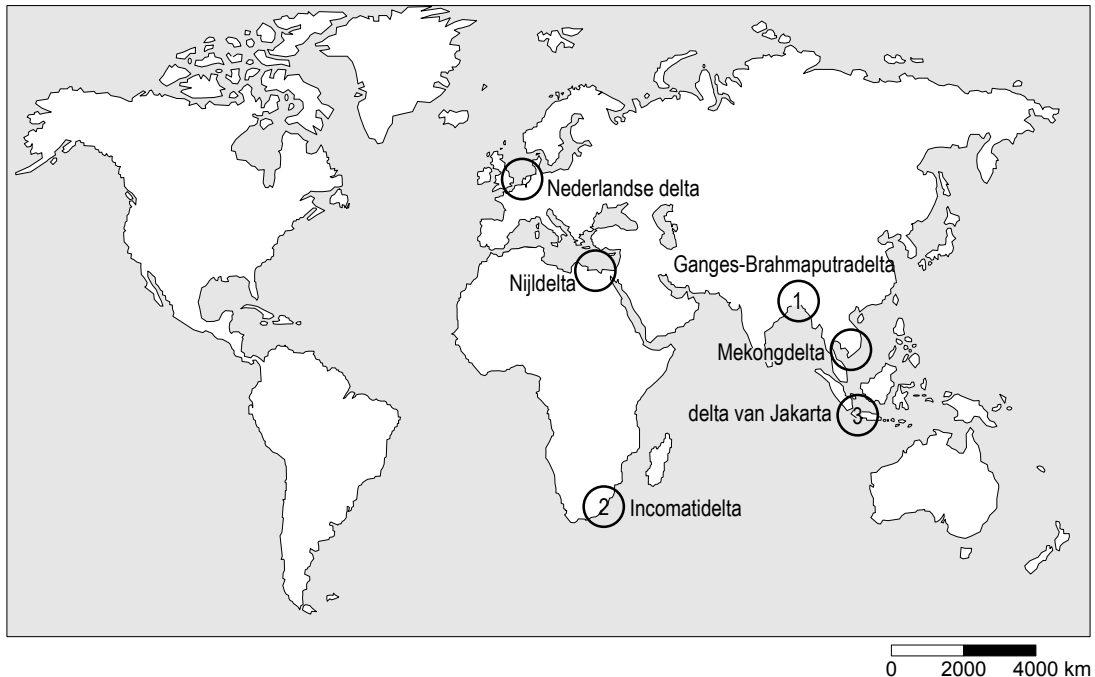 Nederlandse delta
Nijldelta
Ganges-Brahmaputradelta
1
Mekongdelta
delta van Jakarta
3
2
Incomatidelta
0
2000
4000 km